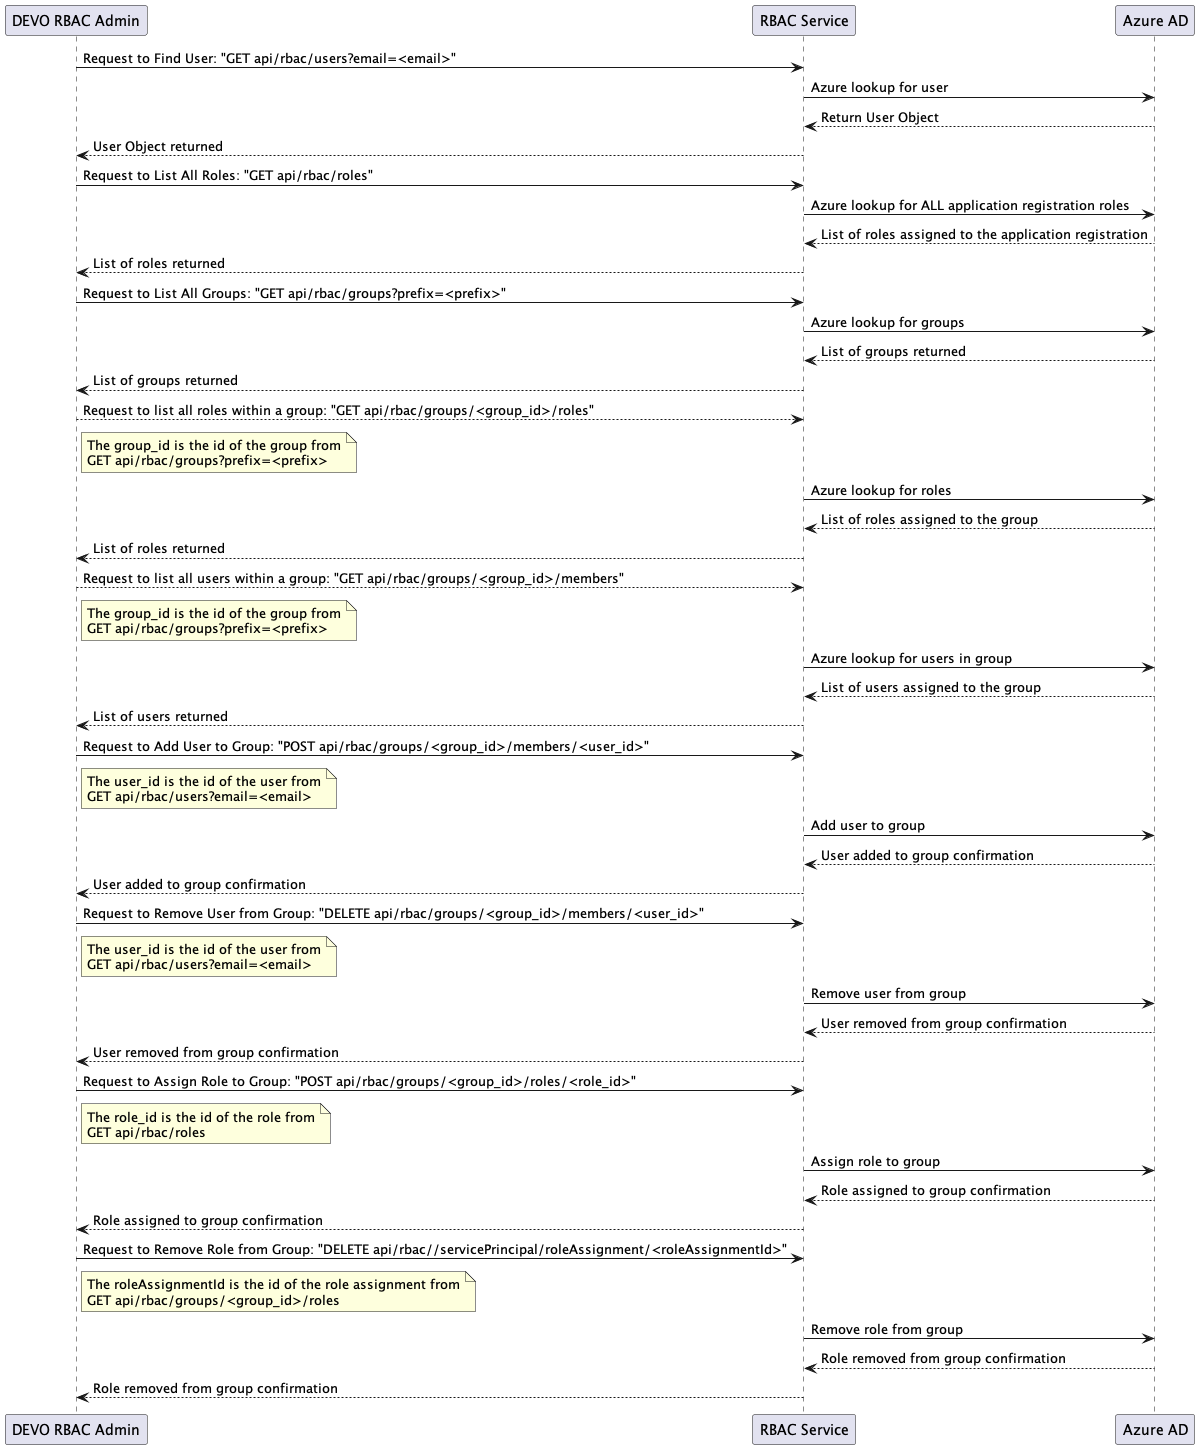 DEVO RBAC Admin
RBAC Service
Azure AD
Request to Find User: "GET api/rbac/users?email=<email>"
Azure lookup for user
Return User Object
User Object returned
Request to List All Roles: "GET api/rbac/roles"
Azure lookup for ALL application registration roles
List of roles assigned to the application registration
List of roles returned
Request to List All Groups: "GET api/rbac/groups?prefix=<prefix>"
Azure lookup for groups
List of groups returned
List of groups returned
Request to list all roles within a group: "GET api/rbac/groups/<group_id>/roles"
The group_id is the id of the group from
GET api/rbac/groups?prefix=<prefix>
Azure lookup for roles
List of roles assigned to the group
List of roles returned
Request to list all users within a group: "GET api/rbac/groups/<group_id>/members"
The group_id is the id of the group from
GET api/rbac/groups?prefix=<prefix>
Azure lookup for users in group
List of users assigned to the group
List of users returned
Request to Add User to Group: "POST api/rbac/groups/<group_id>/members/<user_id>"
The user_id is the id of the user from
GET api/rbac/users?email=<email>
Add user to group
User added to group confirmation
User added to group confirmation
Request to Remove User from Group: "DELETE api/rbac/groups/<group_id>/members/<user_id>"
The user_id is the id of the user from
GET api/rbac/users?email=<email>
Remove user from group
User removed from group confirmation
User removed from group confirmation
Request to Assign Role to Group: "POST api/rbac/groups/<group_id>/roles/<role_id>"
The role_id is the id of the role from
GET api/rbac/roles
Assign role to group
Role assigned to group confirmation
Role assigned to group confirmation
Request to Remove Role from Group: "DELETE api/rbac//servicePrincipal/roleAssignment/<roleAssignmentId>"
The roleAssignmentId is the id of the role assignment from
GET api/rbac/groups/<group_id>/roles
Remove role from group
Role removed from group confirmation
Role removed from group confirmation
DEVO RBAC Admin
RBAC Service
Azure AD